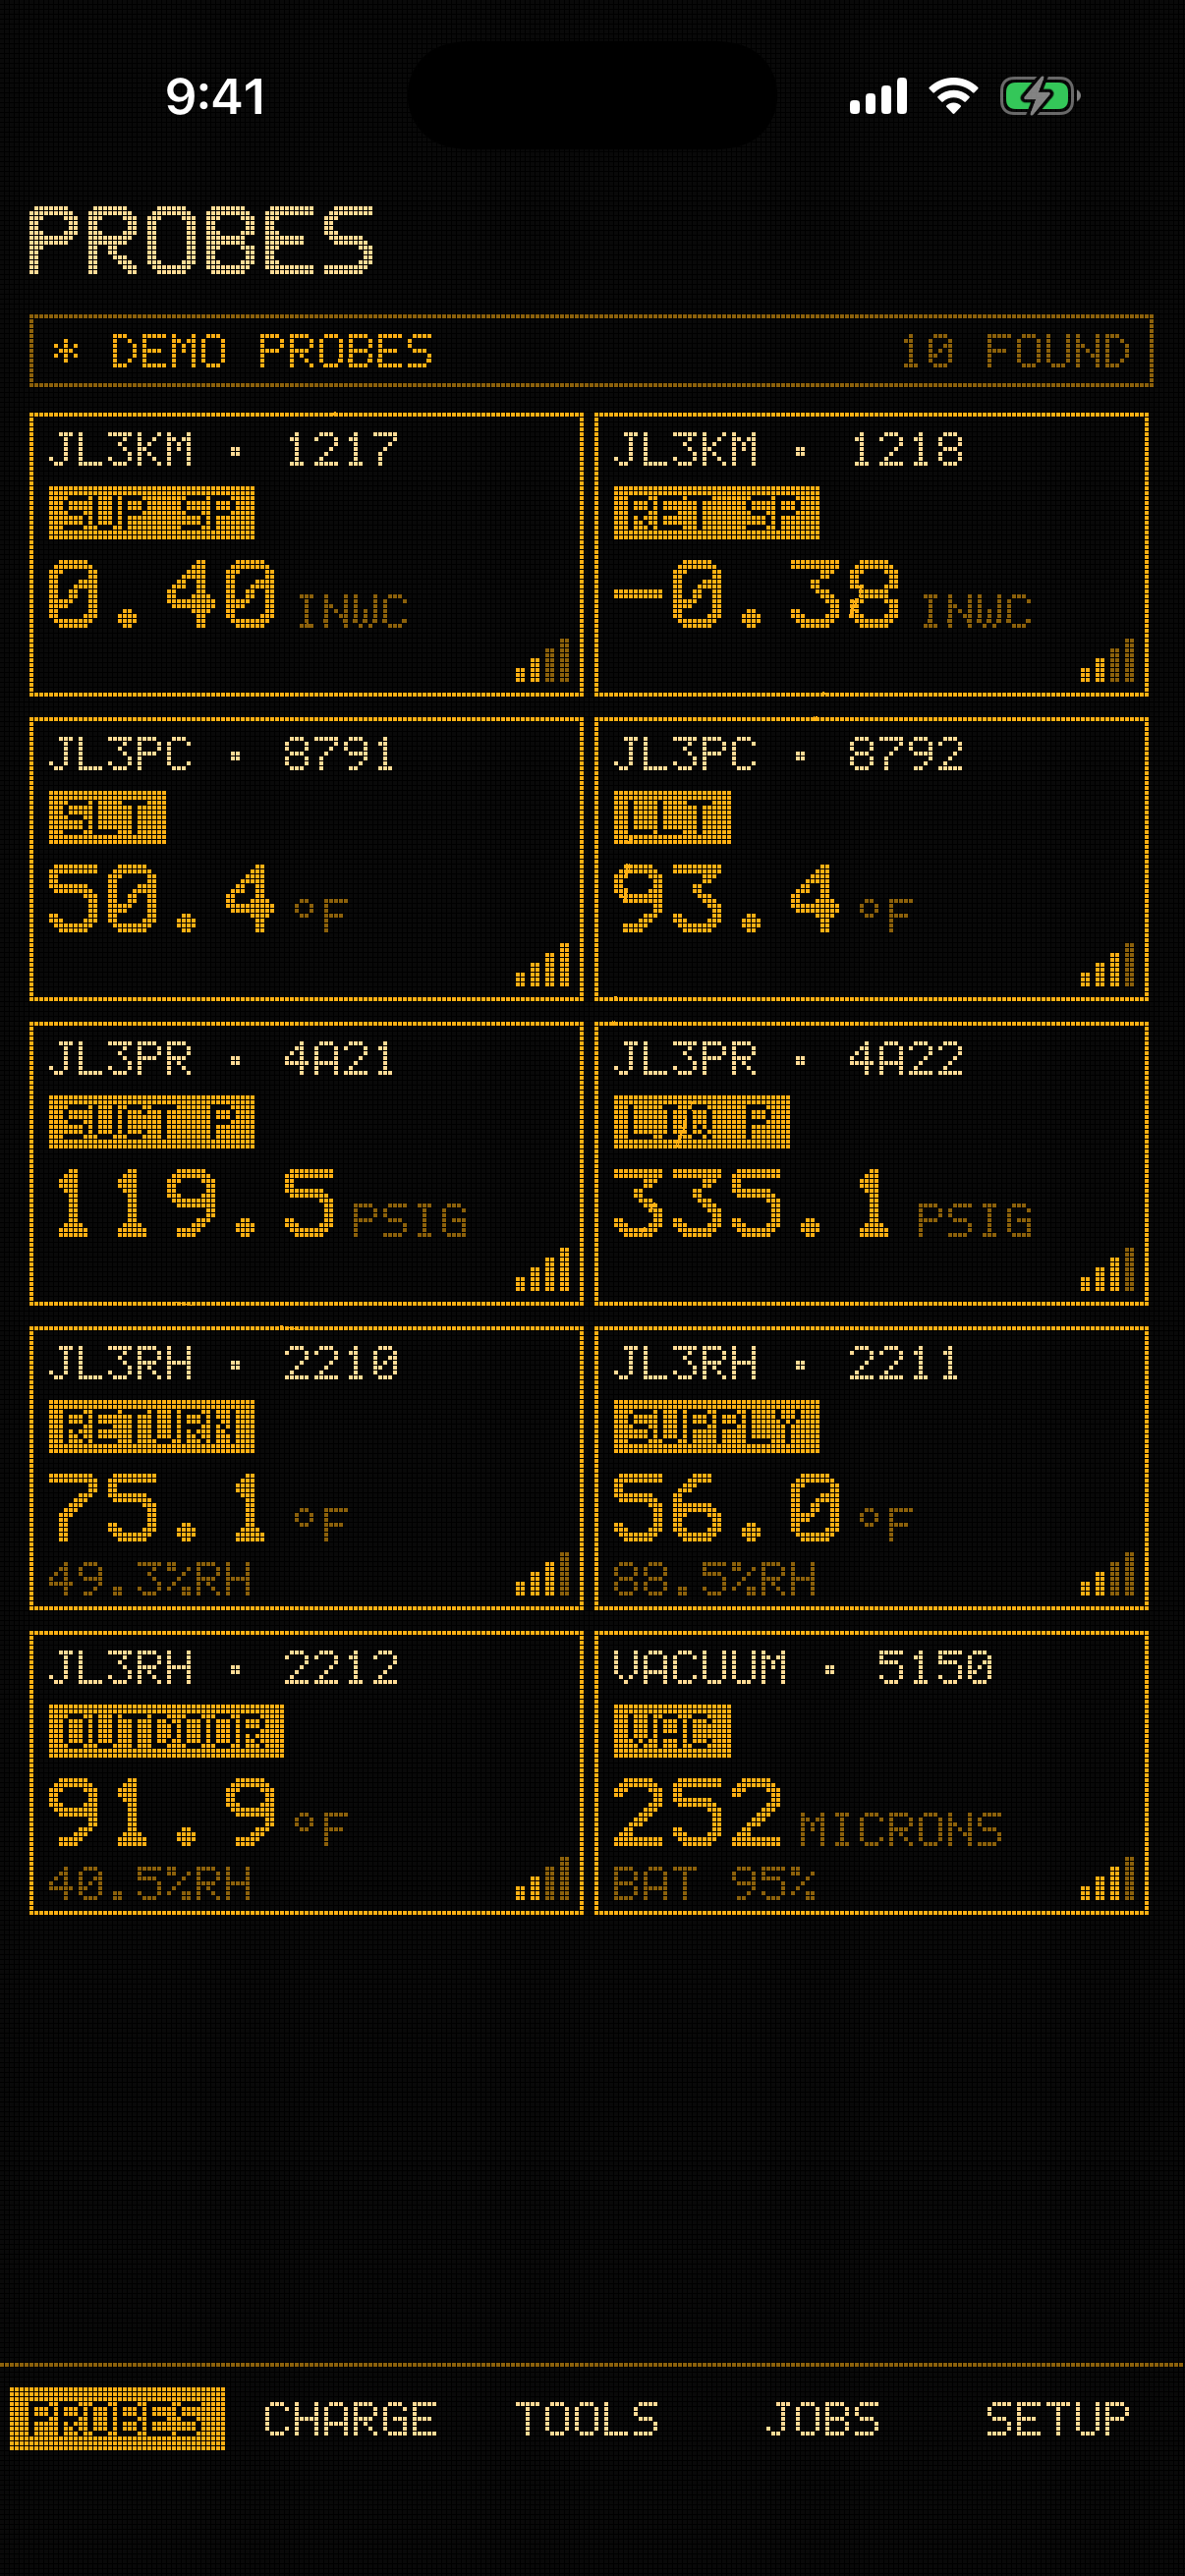 9:41
PROBES
* DEMO PROBES 10 FOUND
JL3KM · 1217
SUP SP
0.40 INWC
JL3KM · 1218
RET SP
-0.38 INWC
JL3PC · 8791
SLT
50.4 °F
JL3PC · 8792
LLT
93.4 °F
JL3PR · 4A21
SUCT P
119.5 PSIG
JL3PR · 4A22
LIQ P
335.1 PSIG
JL3RH · 2210
RETURN
75.1 °F
49.3%RH
JL3RH · 2211
SUPPLY
56.0 °F
88.5%RH
JL3RH · 2212
OUTDOOR
91.9 °F
40.5%RH
VACUUM · 5150
VAC
252 MICRONS
BAT 95%
PROBES CHARGE TOOLS JOBS SETUP